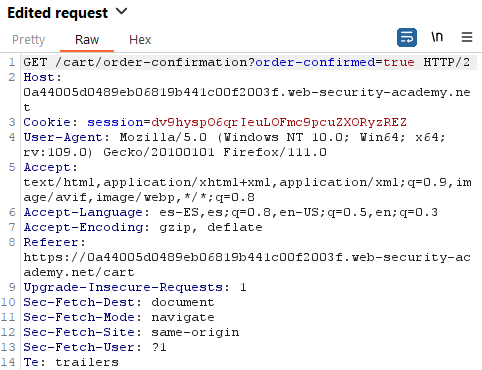 Edited request
Pretty Raw Hex
\n
1 GET /cart/order-confirmation?order-confirmed=true HTTP/2
2 Host:
0a44005d0489eb06819b441c00f2003f.web-security-academy.ne
t
3 Cookie: session=dv9hyspO6qrIeuLOFmc9pcuZXORyzREZ
4 User-Agent: Mozilla/5.0 (Windows NT 10.0; Win64; x64;
rv:109.0) Gecko/20100101 Firefox/111.0
5 Accept:
text/html,application/xhtml+xml,application/xml;q=0.9,im
age/avif,image/webp,*/*;q=0.8
6 Accept-Language: es-ES,es;q=0.8,en-US;q=0.5,en;q=0.3
7 Accept-Encoding: gzip, deflate
8 Referer:
https://0a44005d0489eb06819b441c00f2003f.web-security-ac
ademy.net/cart
9 Upgrade-Insecure-Requests: 1
10 Sec-Fetch-Dest: document
11 Sec-Fetch-Mode: navigate
12 Sec-Fetch-Site: same-origin
13 Sec-Fetch-User: ?1
14 Te: trailers